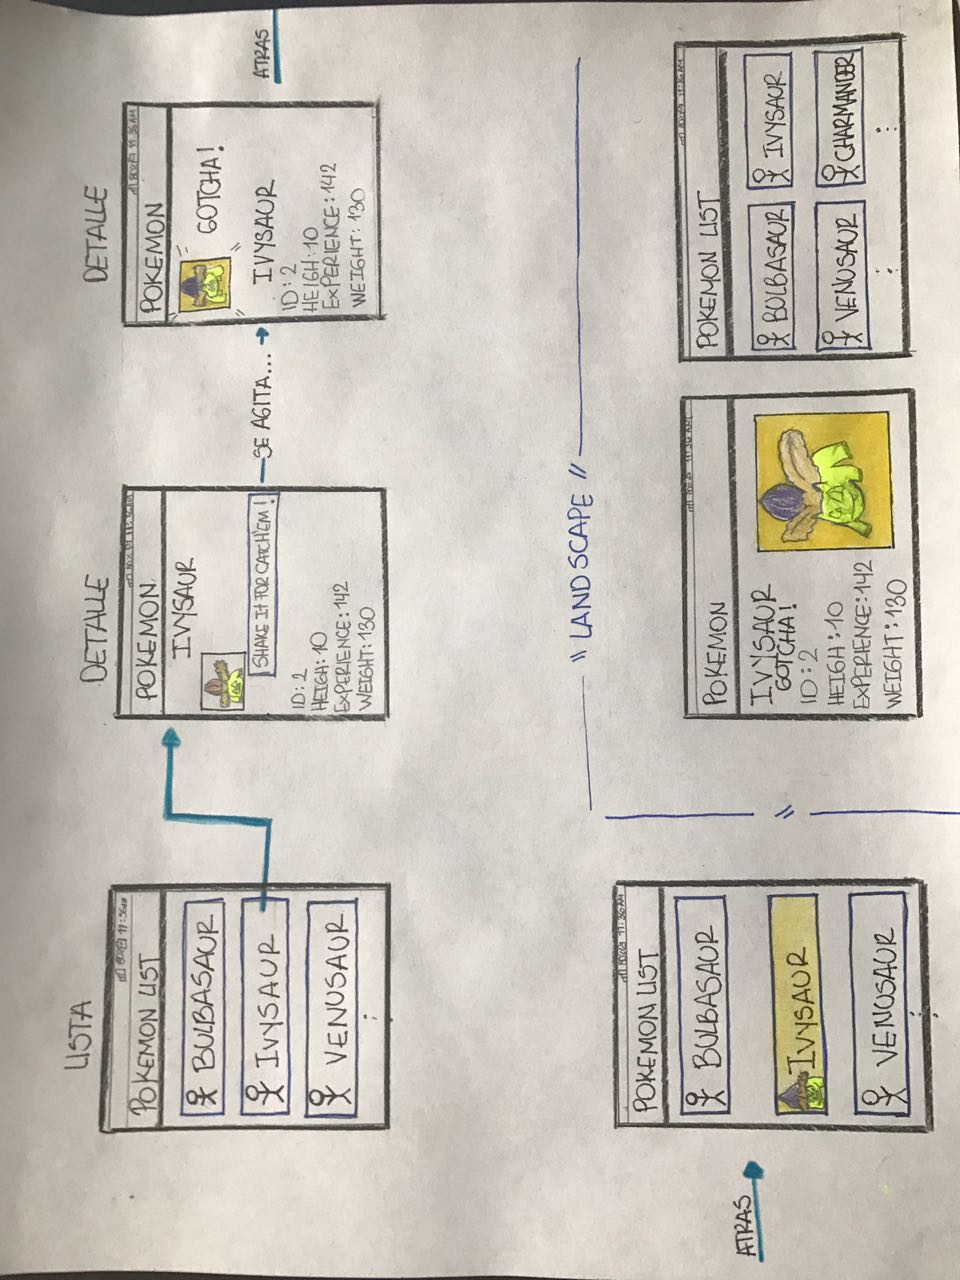 LISTA
POKEMON LIST
BULBASAUR
IVYSAUR
VENUSAUR
DETALLE
POKEMON
IVYSAUR
SHAKE IT FOR CATCH'EM!
ID: 2
HEIGH: 10
EXPERIENCE: 142
WEIGHT: 130
SE AGITA...
DETALLE
POKEMON
GOTCHA!
IVYSAUR
ID: 2
HEIGH: 10
EXPERIENCE: 142
WEIGHT: 130
ATRAS
ATRAS
POKEMON LIST
BULBASAUR
IVYSAUR
VENUSAUR
" LANDSCAPE "
POKEMON
IVYSAUR
GOTCHA!
ID: 2
HEIGH: 10
EXPERIENCE: 142
WEIGHT: 130
POKEMON LIST
BULBASAUR IVYSAUR
VENUSAUR CHARMANDER